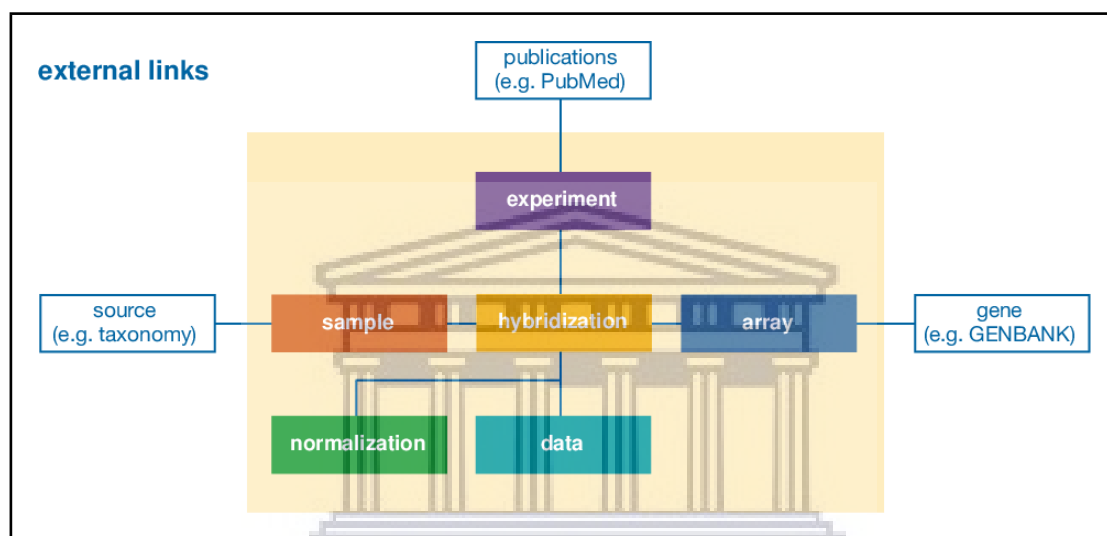 external links
publications
(e.g. PubMed)
experiment
source
(e.g. taxonomy)
sample
hybridization
array
gene
(e.g. GENBANK)
normalization
data